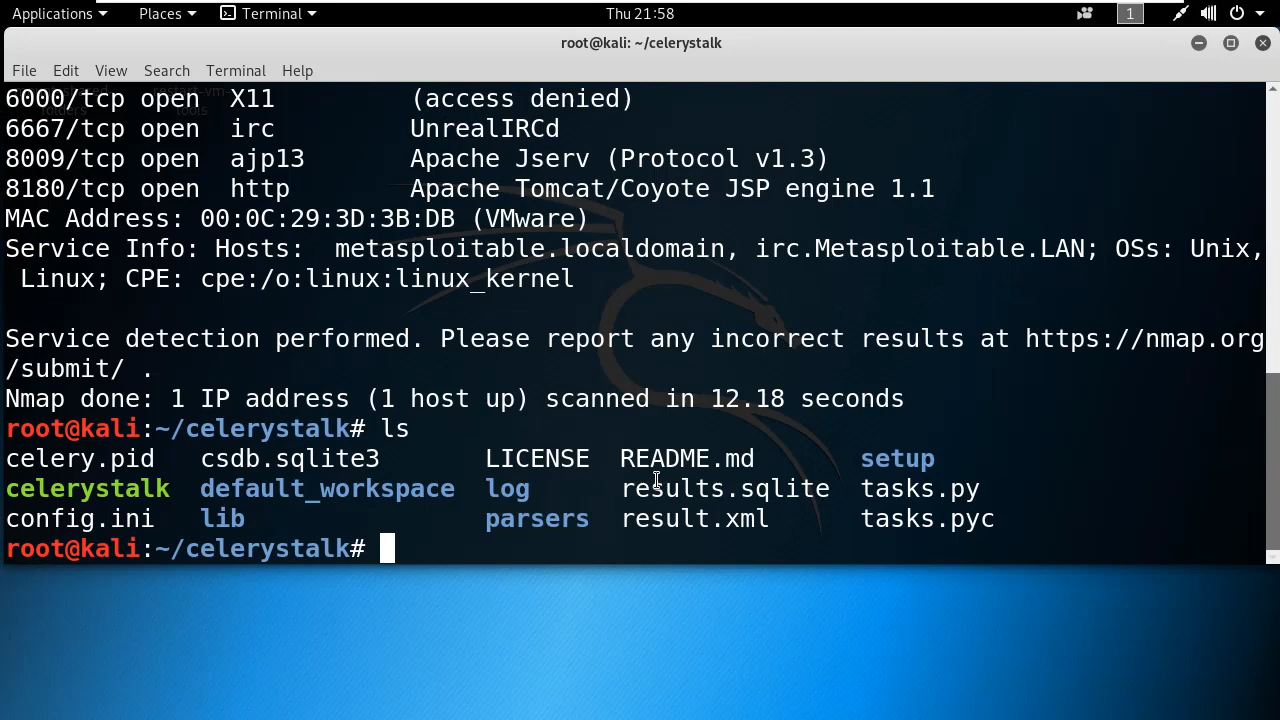 Applications Places Terminal Thu 21:58 1
root@kali: ~/celerystalk
File Edit View Search Terminal Help
6000/tcp open  X11         (access denied)
6667/tcp open  irc         UnrealIRCd
8009/tcp open  ajp13       Apache Jserv (Protocol v1.3)
8180/tcp open  http        Apache Tomcat/Coyote JSP engine 1.1
MAC Address: 00:0C:29:3D:3B:DB (VMware)
Service Info: Hosts:  metasploitable.localdomain, irc.Metasploitable.LAN; OSs: Unix,
 Linux; CPE: cpe:/o:linux:linux_kernel
Service detection performed. Please report any incorrect results at https://nmap.org
/submit/ .
Nmap done: 1 IP address (1 host up) scanned in 12.18 seconds
root@kali:~/celerystalk# ls
celery.pid   csdb.sqlite3       LICENSE  README.md       setup
celerystalk  default_workspace  log      results.sqlite  tasks.py
config.ini   lib                parsers  result.xml      tasks.pyc
root@kali:~/celerystalk#